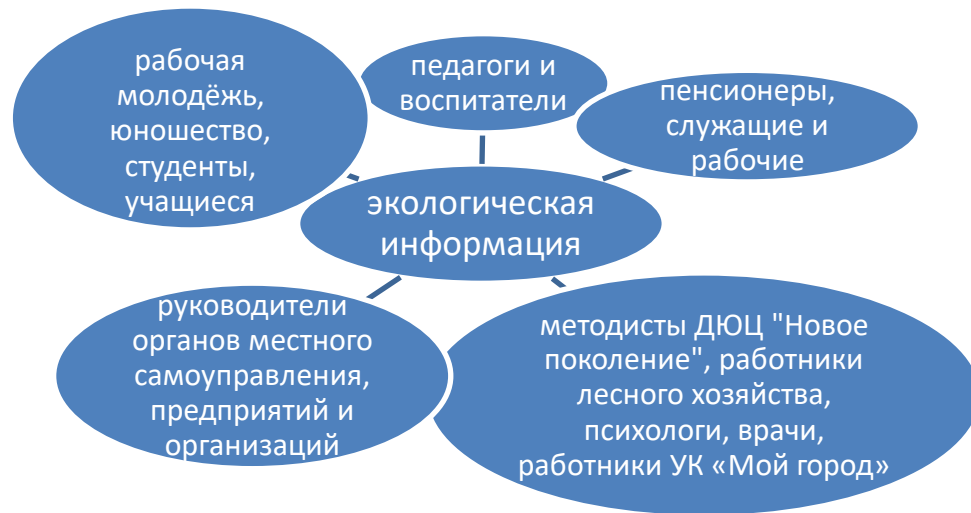 рабочая
молодёжь,
юношество,
студенты,
учащиеся
педагоги и
воспитатели
пенсионеры,
служащие и
рабочие
экологическая
информация
руководители
органов местного
самоуправления,
предприятий и
организаций
методисты ДЮЦ "Новое
поколение", работники
лесного хозяйства,
психологи, врачи,
работники УК «Мой город»